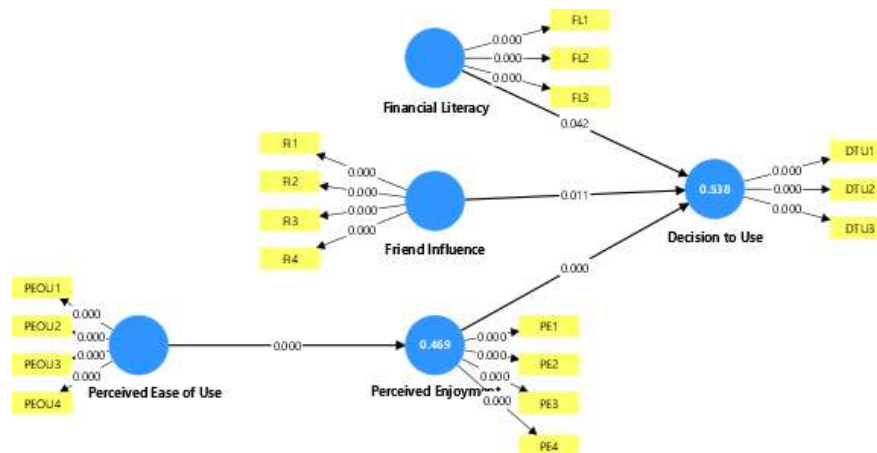 FL1
0.000
0.000
FL2
0.000
FL3
Financial Literacy
0.042
FI1
0.000
FI2
0.000
FI3
0.000
FI4
0.000
Friend Influence
0.011
DTU1
0.000
0.538
0.000
DTU2
0.000
DTU3
Decision to Use
0.000
PEOU1
0.000
PEOU2
0.000
PEOU3
0.000
PEOU4
0.000
Perceived Ease of Use
0.000
0.469
Perceived Enjoyment
PE1
0.000
0.000
PE2
0.000
PE3
0.000
PE4